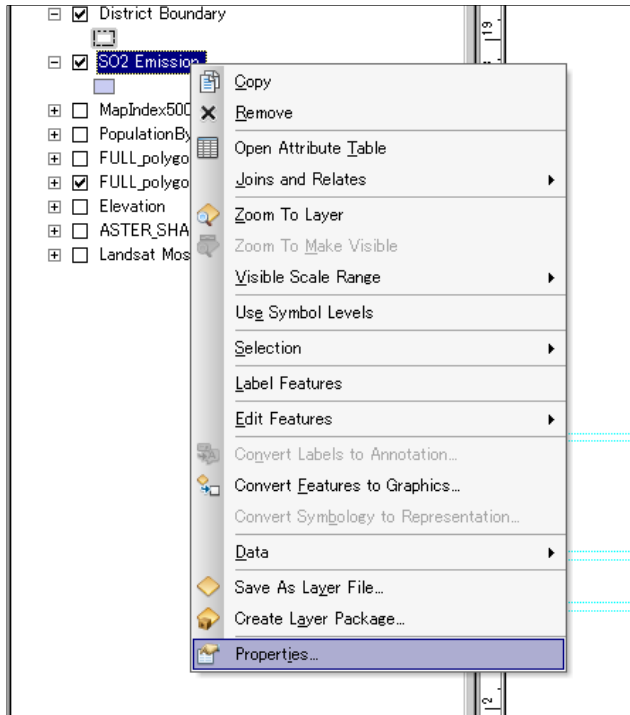 District Boundary
SO2 Emission
MapIndex500
PopulationBy
FULL_polygo
FULL_polygo
Elevation
ASTER_SHA
Landsat Mos
Copy
Remove
Open Attribute Table
Joins and Relates
Zoom To Layer
Zoom To Make Visible
Visible Scale Range
Use Symbol Levels
Selection
Label Features
Edit Features
Convert Labels to Annotation...
Convert Features to Graphics...
Convert Symbology to Representation...
Data
Save As Layer File...
Create Layer Package...
Properties...
19